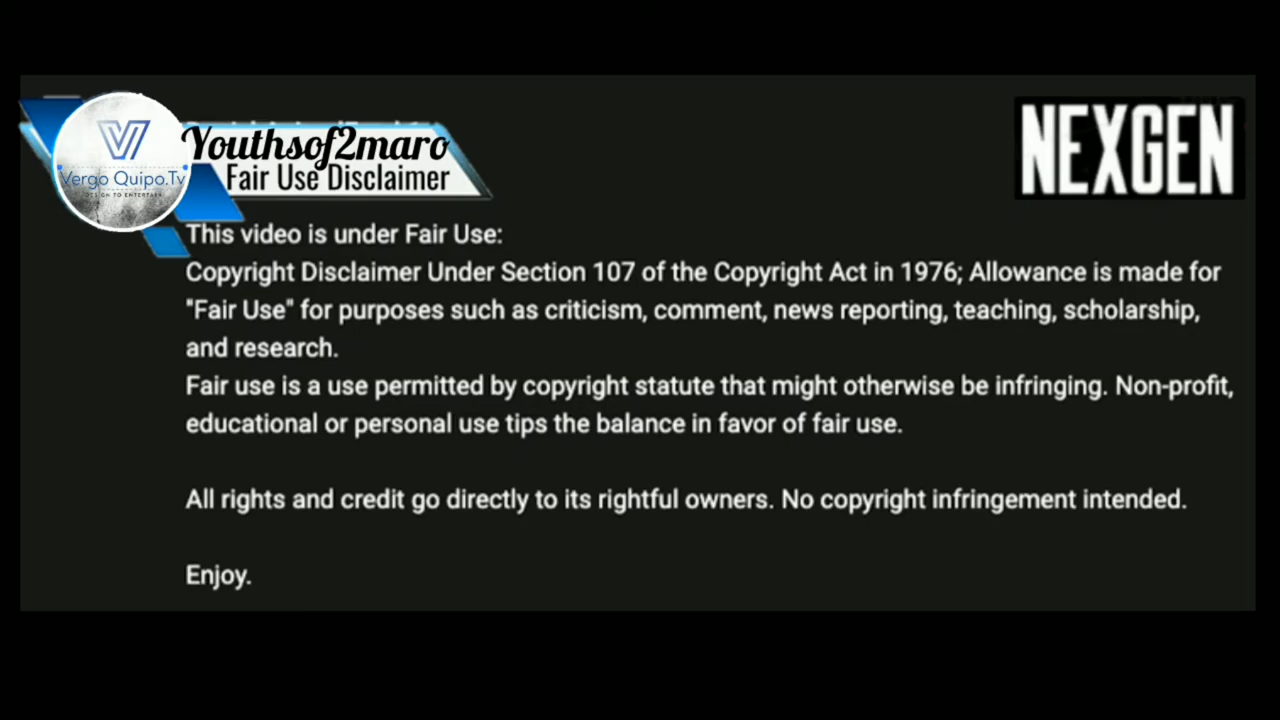 Youthsof2maro
Fair Use Disclaimer
Vergo Quipo.Tv
DESIGN TO ENTERTAIN
NEXGEN
This video is under Fair Use:
Copyright Disclaimer Under Section 107 of the Copyright Act in 1976; Allowance is made for
"Fair Use" for purposes such as criticism, comment, news reporting, teaching, scholarship,
and research.
Fair use is a use permitted by copyright statute that might otherwise be infringing. Non-profit,
educational or personal use tips the balance in favor of fair use.
All rights and credit go directly to its rightful owners. No copyright infringement intended.
Enjoy.